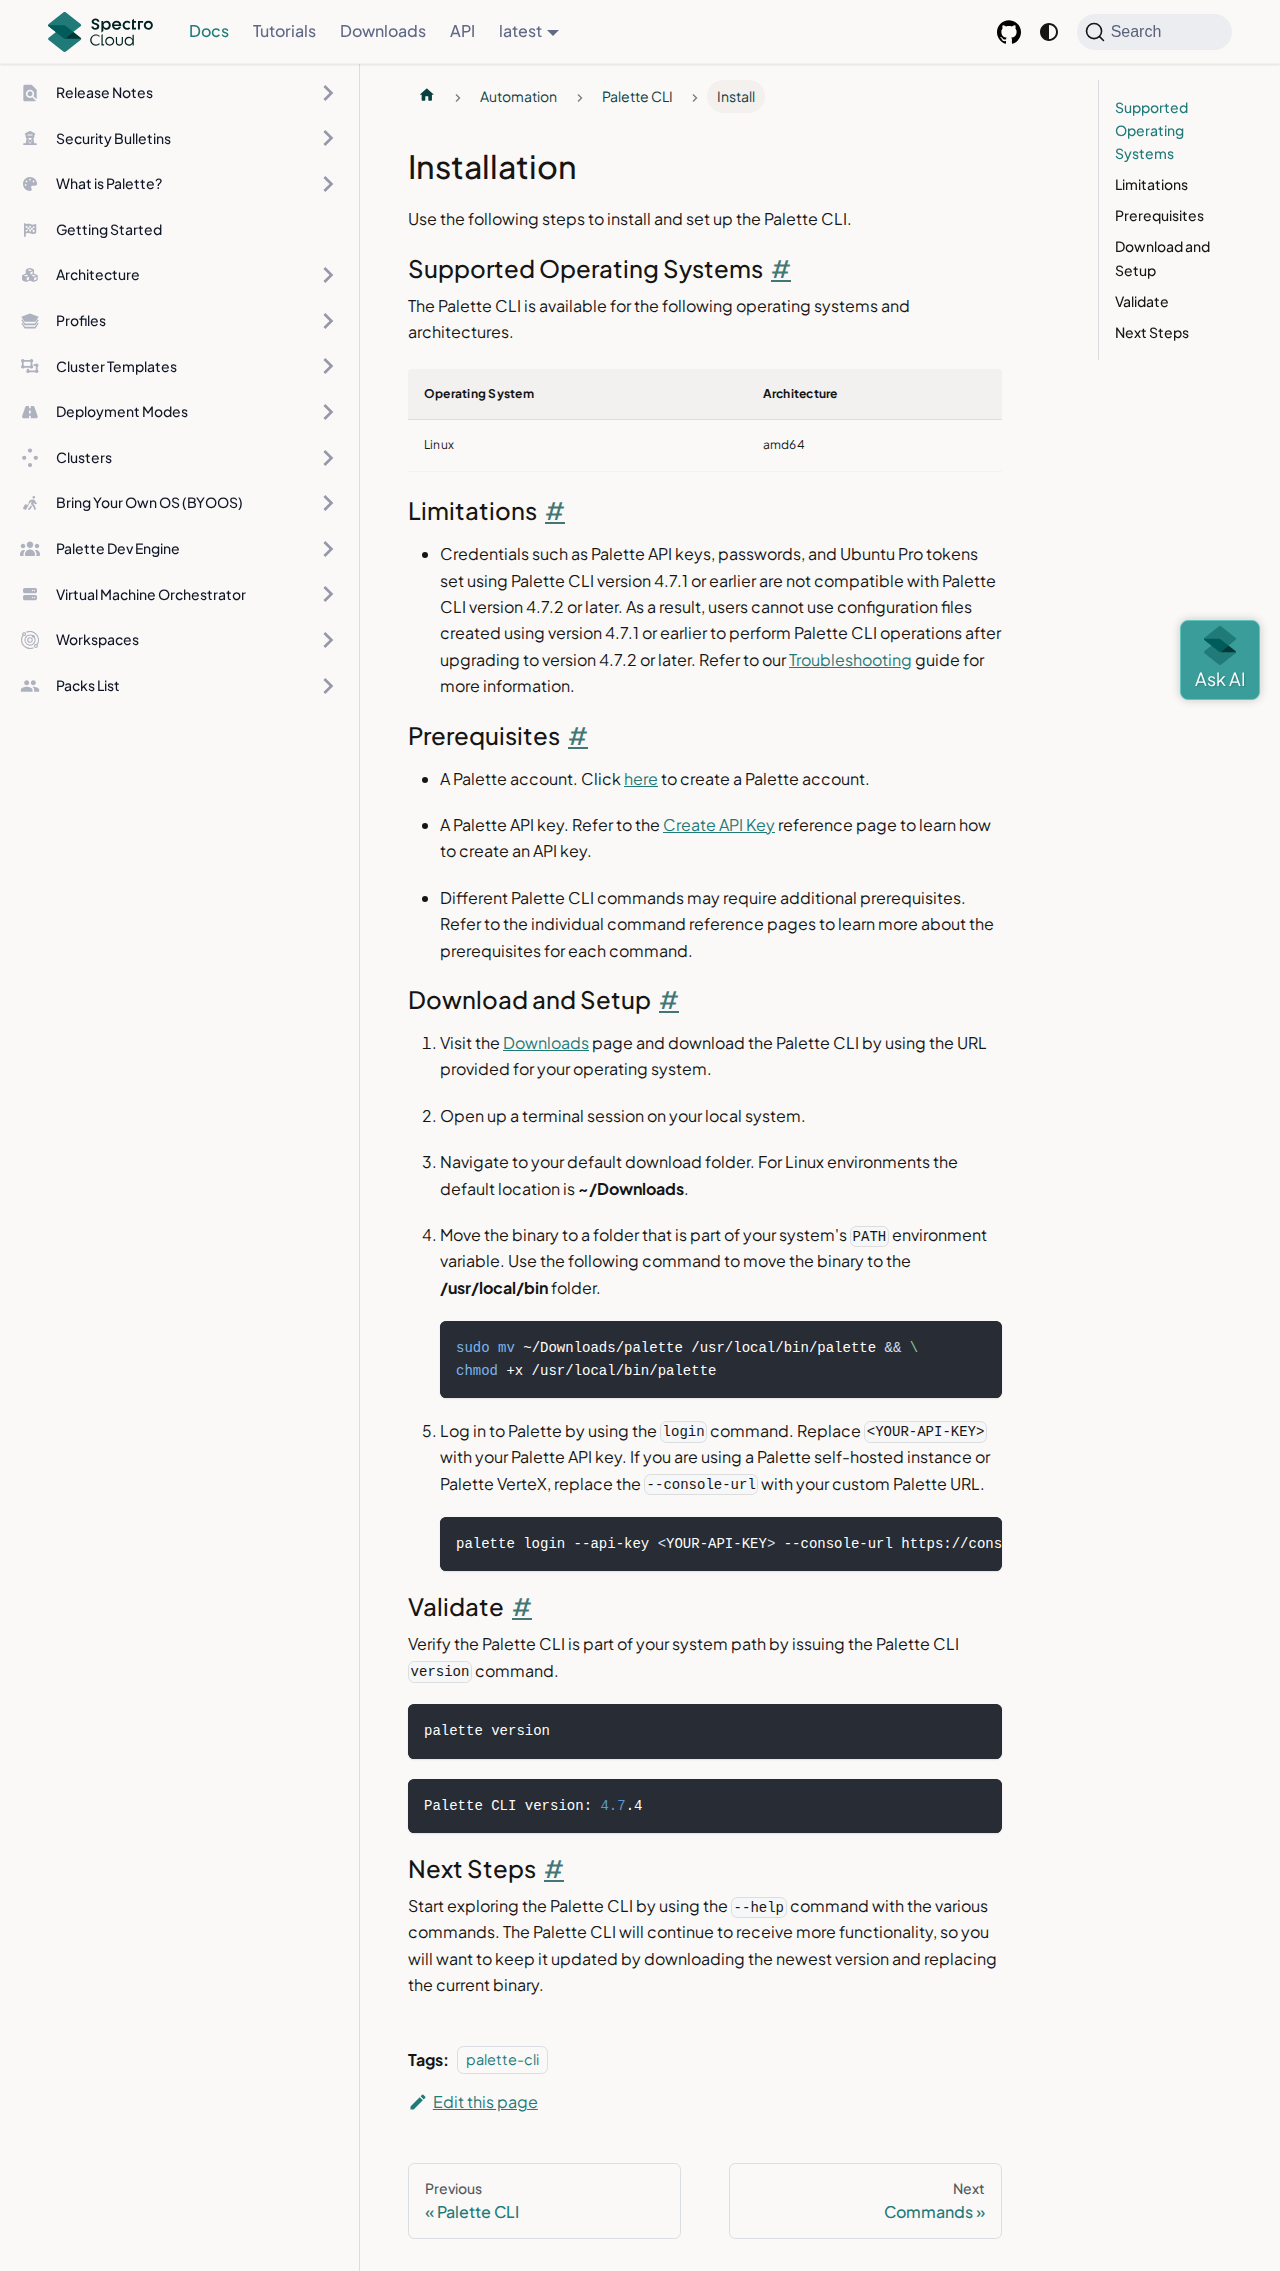 Spectro Cloud
Docs
Tutorials
Downloads
API
latest
Search
Release Notes
Security Bulletins
What is Palette?
Getting Started
Architecture
Profiles
Cluster Templates
Deployment Modes
Clusters
Bring Your Own OS (BYOOS)
Palette Dev Engine
Virtual Machine Orchestrator
Workspaces
Packs List
Automation
Palette CLI
Install
Installation
Use the following steps to install and set up the Palette CLI.
Supported Operating Systems #
The Palette CLI is available for the following operating systems and
architectures.
Operating System Architecture
Linux amd64
Limitations #
• Credentials such as Palette API keys, passwords, and Ubuntu Pro tokens
set using Palette CLI version 4.7.1 or earlier are not compatible with Palette
CLI version 4.7.2 or later. As a result, users cannot use configuration files
created using version 4.7.1 or earlier to perform Palette CLI operations after
upgrading to version 4.7.2 or later. Refer to our Troubleshooting guide for
more information.
Prerequisites #
• A Palette account. Click here to create a Palette account.
• A Palette API key. Refer to the Create API Key reference page to learn how
to create an API key.
• Different Palette CLI commands may require additional prerequisites.
Refer to the individual command reference pages to learn more about the
prerequisites for each command.
Download and Setup #
1. Visit the Downloads page and download the Palette CLI by using the URL
provided for your operating system.
2. Open up a terminal session on your local system.
3. Navigate to your default download folder. For Linux environments the
default location is ~/Downloads.
4. Move the binary to a folder that is part of your system's PATH environment
variable. Use the following command to move the binary to the
/usr/local/bin folder.
sudo mv ~/Downloads/palette /usr/local/bin/palette && \
chmod +x /usr/local/bin/palette
5. Log in to Palette by using the login command. Replace <YOUR-API-KEY>
with your Palette API key. If you are using a Palette self-hosted instance or
Palette VerteX, replace the --console-url with your custom Palette URL.
palette login --api-key <YOUR-API-KEY> --console-url https://cons
Validate #
Verify the Palette CLI is part of your system path by issuing the Palette CLI
version command.
palette version
Palette CLI version: 4.7.4
Next Steps #
Start exploring the Palette CLI by using the --help command with the various
commands. The Palette CLI will continue to receive more functionality, so you
will want to keep it updated by downloading the newest version and replacing
the current binary.
Tags: palette-cli
Edit this page
Previous
« Palette CLI
Next
Commands »
Supported
Operating
Systems
Limitations
Prerequisites
Download and
Setup
Validate
Next Steps
Ask AI